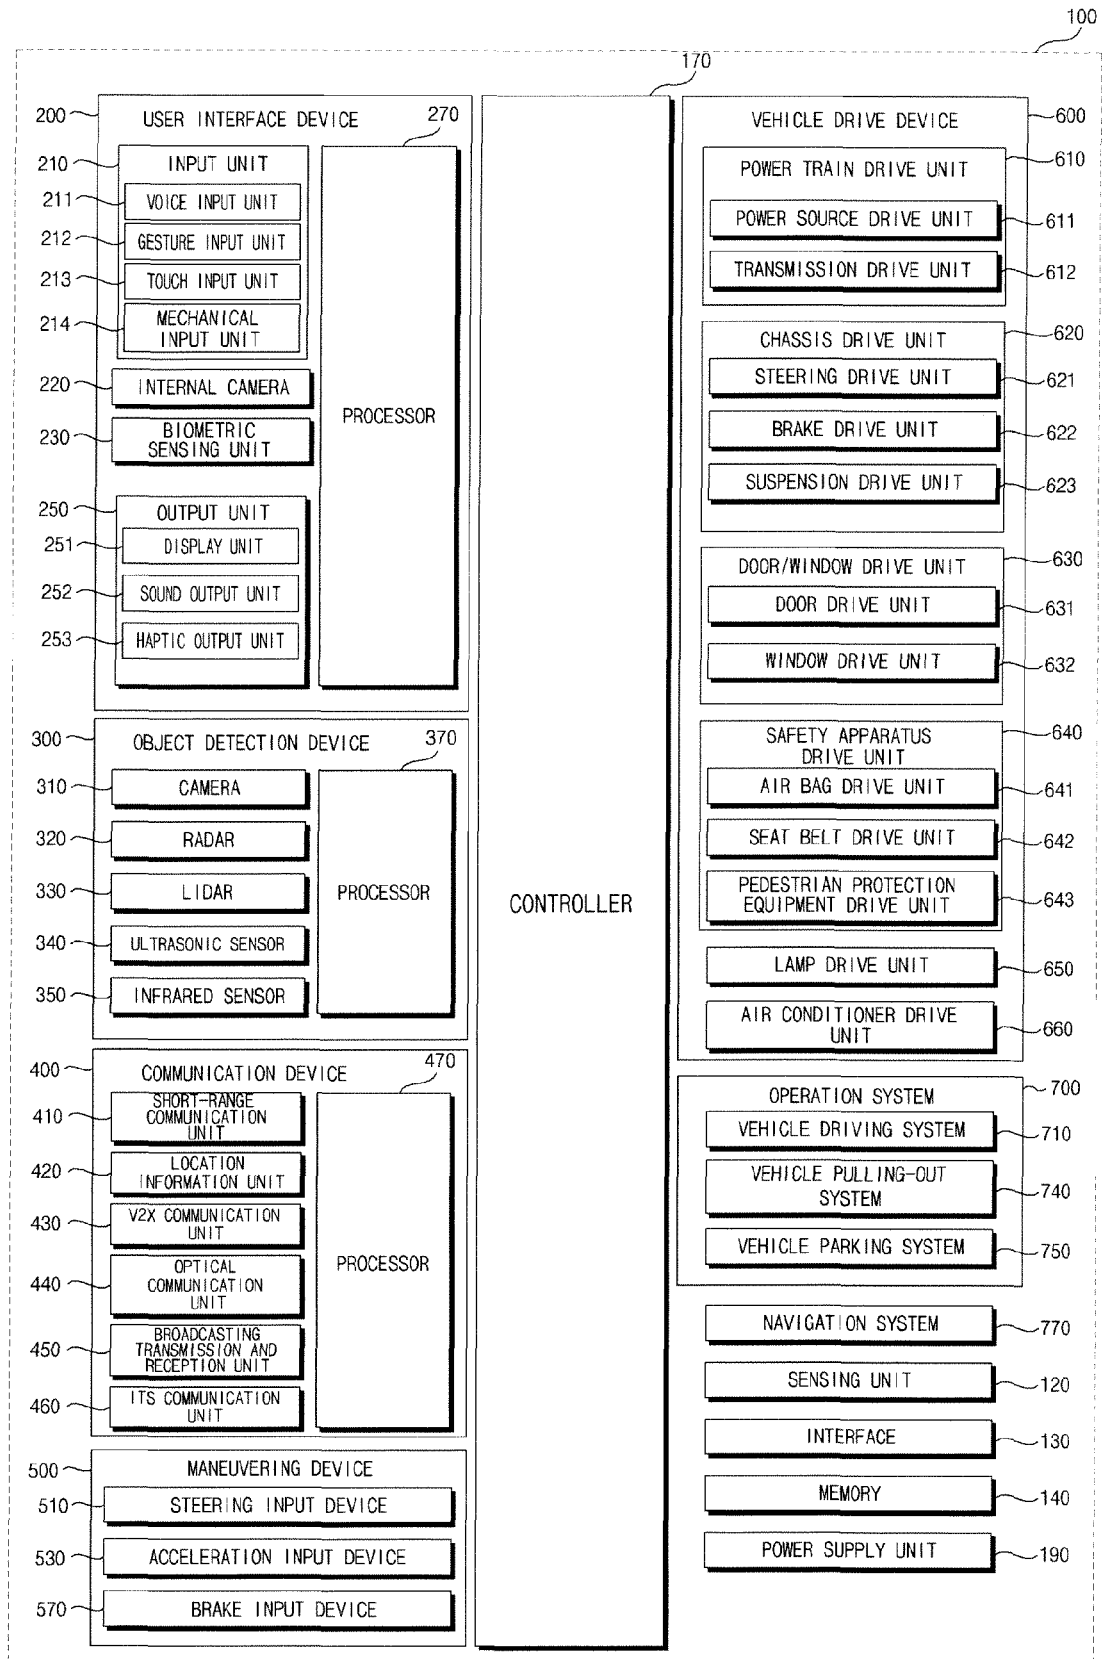 100
170
200
USER INTERFACE DEVICE
270
210
INPUT UNIT
211
VOICE INPUT UNIT
212
GESTURE INPUT UNIT
213
TOUCH INPUT UNIT
214
MECHANICAL
INPUT UNIT
220
INTERNAL CAMERA
230
BIOMETRIC
SENSING UNIT
PROCESSOR
250
OUTPUT UNIT
251
DISPLAY UNIT
252
SOUND OUTPUT UNIT
253
HAPTIC OUTPUT UNIT
300
OBJECT DETECTION DEVICE
370
310
CAMERA
320
RADAR
330
LIDAR
PROCESSOR
340
ULTRASONIC SENSOR
350
INFRARED SENSOR
400
COMMUNICATION DEVICE
470
410
SHORT-RANGE
COMMUNICATION
UNIT
420
LOCATION
INFORMATION UNIT
430
V2X COMMUNICATION
UNIT
440
OPTICAL
COMMUNICATION
UNIT
PROCESSOR
450
BROADCASTING
TRANSMISSION AND
RECEPTION UNIT
460
ITS COMMUNICATION
UNIT
500
MANEUVERING DEVICE
510
STEERING INPUT DEVICE
530
ACCELERATION INPUT DEVICE
570
BRAKE INPUT DEVICE
CONTROLLER
VEHICLE DRIVE DEVICE
600
POWER TRAIN DRIVE UNIT
610
POWER SOURCE DRIVE UNIT
611
TRANSMISSION DRIVE UNIT
612
CHASSIS DRIVE UNIT
620
STEERING DRIVE UNIT
621
BRAKE DRIVE UNIT
622
SUSPENSION DRIVE UNIT
623
DOOR/WINDOW DRIVE UNIT
630
DOOR DRIVE UNIT
631
WINDOW DRIVE UNIT
632
SAFETY APPARATUS
DRIVE UNIT
640
AIR BAG DRIVE UNIT
641
SEAT BELT DRIVE UNIT
642
PEDESTRIAN PROTECTION
EQUIPMENT DRIVE UNIT
643
LAMP DRIVE UNIT
650
AIR CONDITIONER DRIVE
UNIT
660
OPERATION SYSTEM
700
VEHICLE DRIVING SYSTEM
710
VEHICLE PULLING-OUT
SYSTEM
740
VEHICLE PARKING SYSTEM
750
NAVIGATION SYSTEM
770
SENSING UNIT
120
INTERFACE
130
MEMORY
140
POWER SUPPLY UNIT
190